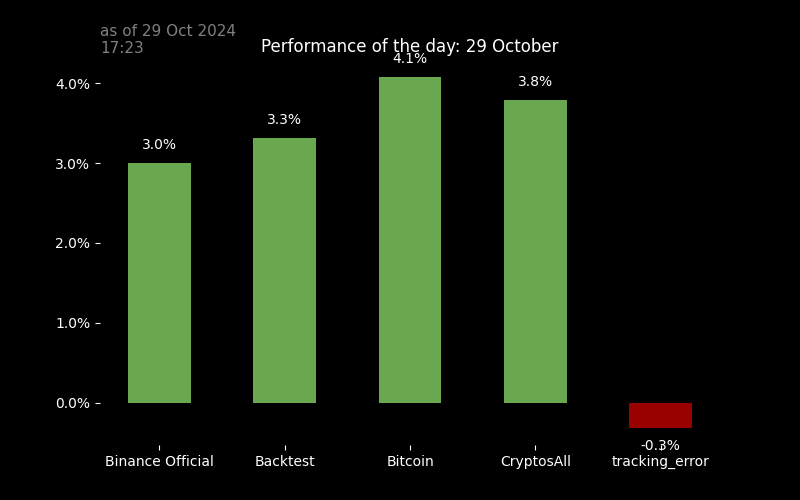 as of 29 Oct 2024
17:23
Performance of the day: 29 October
4.1%
4.0%
3.8%
3.3%
3.0%
3.0%
2.0%
1.0%
0.0%
-0.3%
Binance Official
Backtest
Bitcoin
CryptosAll
tracking_error